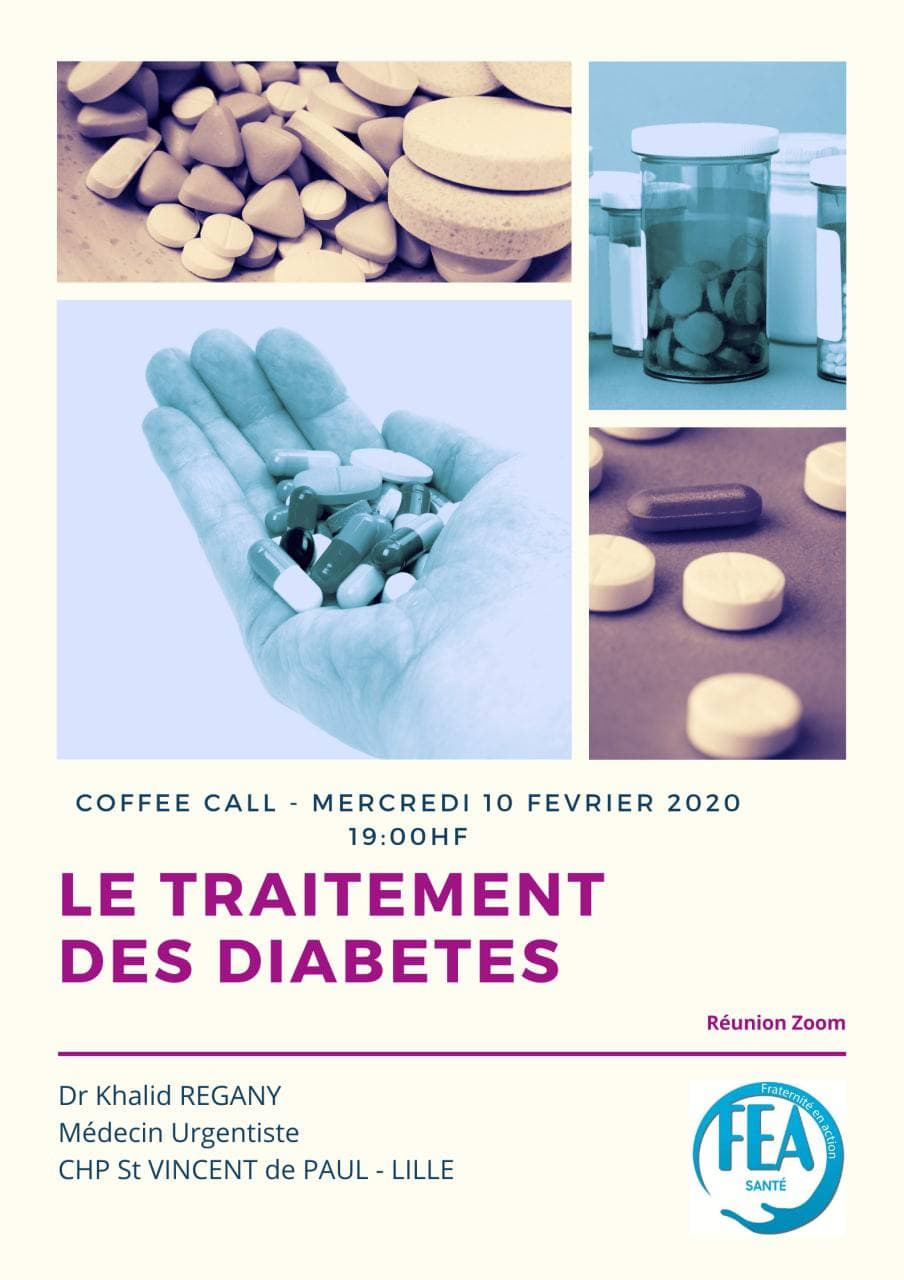 COFFEE CALL - MERCREDI 10 FEVRIER 2020
19:00HF
LE TRAITEMENT
DES DIABETES
Réunion Zoom
Dr Khalid REGANY
Médecin Urgentiste
CHP St VINCENT de PAUL - LILLE
Fraternité en action
FEA
SANTÉ